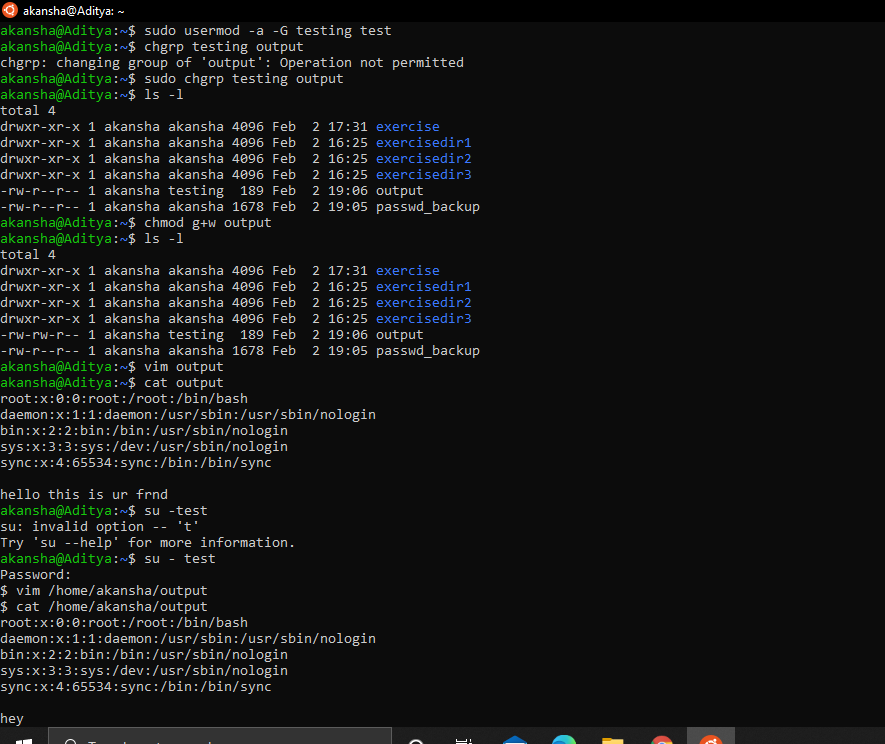 akansha@Aditya: ~
akansha@Aditya:~$ sudo usermod -a -G testing test
akansha@Aditya:~$ chgrp testing output
chgrp: changing group of 'output': Operation not permitted
akansha@Aditya:~$ sudo chgrp testing output
akansha@Aditya:~$ ls -l
total 4
drwxr-xr-x 1 akansha akansha 4096 Feb  2 17:31 exercise
drwxr-xr-x 1 akansha akansha 4096 Feb  2 16:25 exercisedir1
drwxr-xr-x 1 akansha akansha 4096 Feb  2 16:25 exercisedir2
drwxr-xr-x 1 akansha akansha 4096 Feb  2 16:25 exercisedir3
-rw-r--r-- 1 akansha testing  189 Feb  2 19:06 output
-rw-r--r-- 1 akansha akansha 1678 Feb  2 19:05 passwd_backup
akansha@Aditya:~$ chmod g+w output
akansha@Aditya:~$ ls -l
total 4
drwxr-xr-x 1 akansha akansha 4096 Feb  2 17:31 exercise
drwxr-xr-x 1 akansha akansha 4096 Feb  2 16:25 exercisedir1
drwxr-xr-x 1 akansha akansha 4096 Feb  2 16:25 exercisedir2
drwxr-xr-x 1 akansha akansha 4096 Feb  2 16:25 exercisedir3
-rw-rw-r-- 1 akansha testing  189 Feb  2 19:06 output
-rw-r--r-- 1 akansha akansha 1678 Feb  2 19:05 passwd_backup
akansha@Aditya:~$ vim output
akansha@Aditya:~$ cat output
root:x:0:0:root:/root:/bin/bash
daemon:x:1:1:daemon:/usr/sbin:/usr/sbin/nologin
bin:x:2:2:bin:/bin:/usr/sbin/nologin
sys:x:3:3:sys:/dev:/usr/sbin/nologin
sync:x:4:65534:sync:/bin:/bin/sync

hello this is ur frnd
akansha@Aditya:~$ su -test
su: invalid option -- 't'
Try 'su --help' for more information.
akansha@Aditya:~$ su - test
Password:
$ vim /home/akansha/output
$ cat /home/akansha/output
root:x:0:0:root:/root:/bin/bash
daemon:x:1:1:daemon:/usr/sbin:/usr/sbin/nologin
bin:x:2:2:bin:/bin:/usr/sbin/nologin
sys:x:3:3:sys:/dev:/usr/sbin/nologin
sync:x:4:65534:sync:/bin:/bin/sync

hey